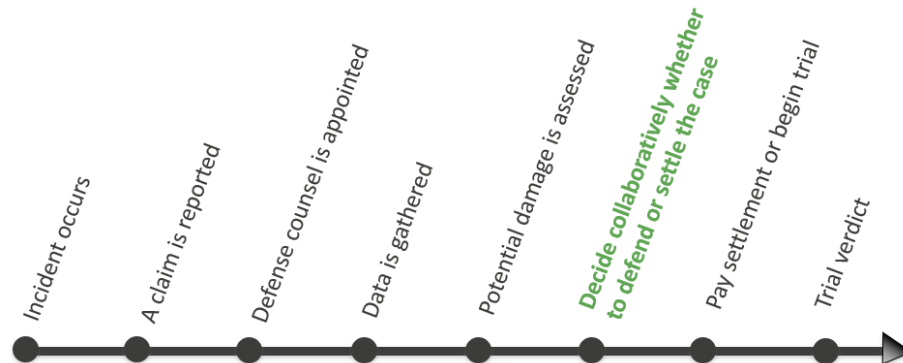 Incident occurs
A claim is reported
Defense counsel is appointed
Data is gathered
Potential damage is assessed
Decide collaboratively whether
to defend or settle the case
Pay settlement or begin trial
Trial verdict